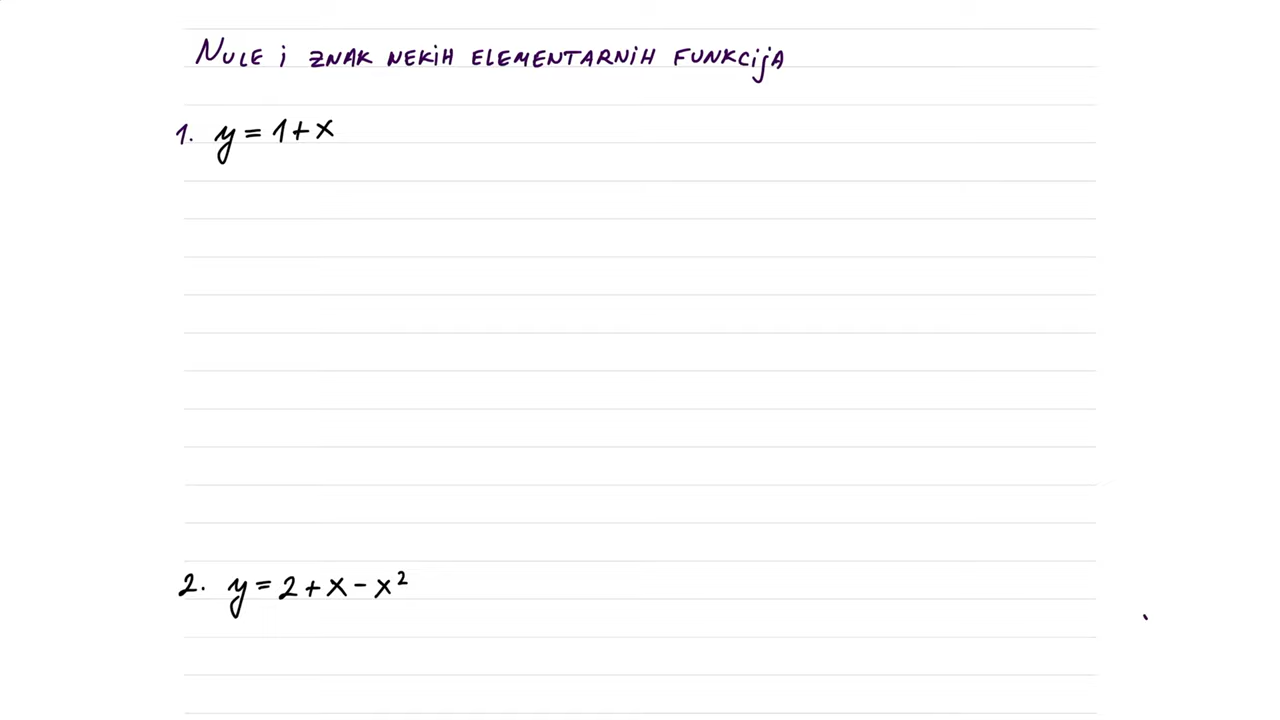 NULE i ZNAK NEKIH ELEMENTARNIH FUNKCIJA
1. y = 1 + x
2. y = 2 + x - x²